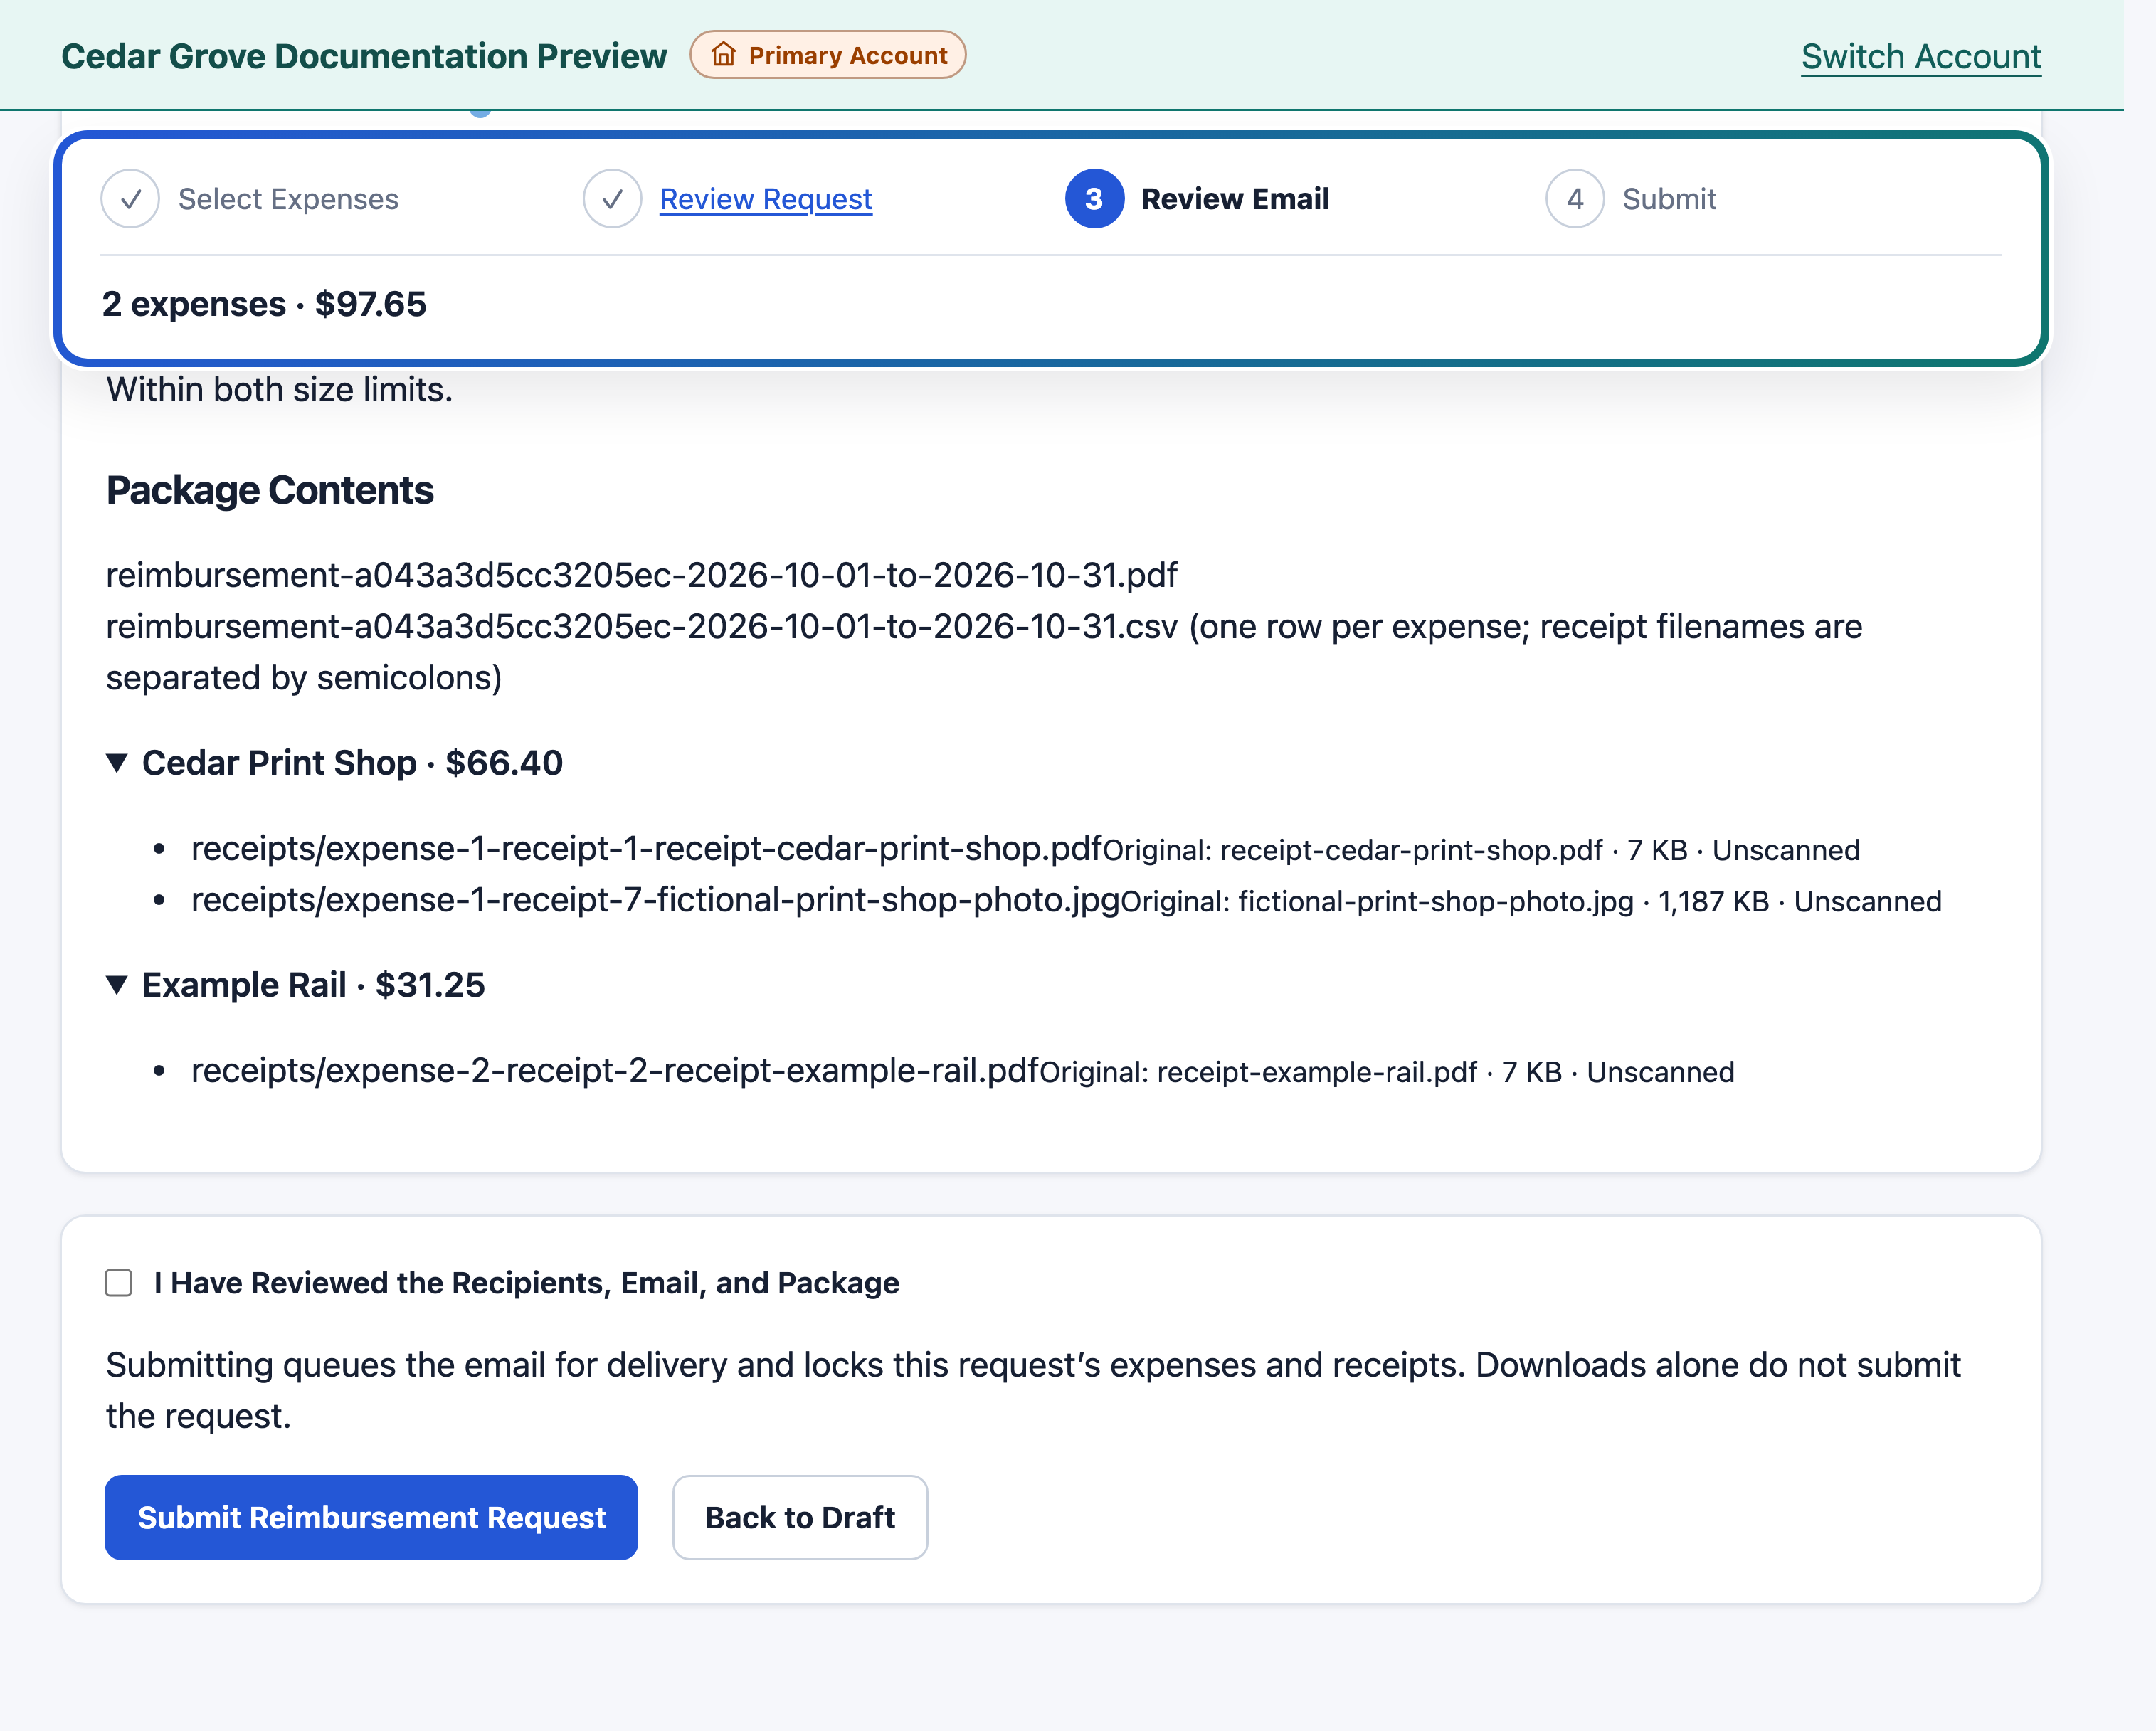 Cedar Grove Documentation Preview
Primary Account
Switch Account
Select Expenses
Review Request
3 Review Email
4 Submit
2 expenses · $97.65
Within both size limits.
Package Contents
reimbursement-a043a3d5cc3205ec-2026-10-01-to-2026-10-31.pdf
reimbursement-a043a3d5cc3205ec-2026-10-01-to-2026-10-31.csv (one row per expense; receipt filenames are
separated by semicolons)
▼ Cedar Print Shop · $66.40
• receipts/expense-1-receipt-1-receipt-cedar-print-shop.pdfOriginal: receipt-cedar-print-shop.pdf · 7 KB · Unscanned
• receipts/expense-1-receipt-7-fictional-print-shop-photo.jpgOriginal: fictional-print-shop-photo.jpg · 1,187 KB · Unscanned
▼ Example Rail · $31.25
• receipts/expense-2-receipt-2-receipt-example-rail.pdfOriginal: receipt-example-rail.pdf · 7 KB · Unscanned
I Have Reviewed the Recipients, Email, and Package
Submitting queues the email for delivery and locks this request’s expenses and receipts. Downloads alone do not submit
the request.
Submit Reimbursement Request
Back to Draft